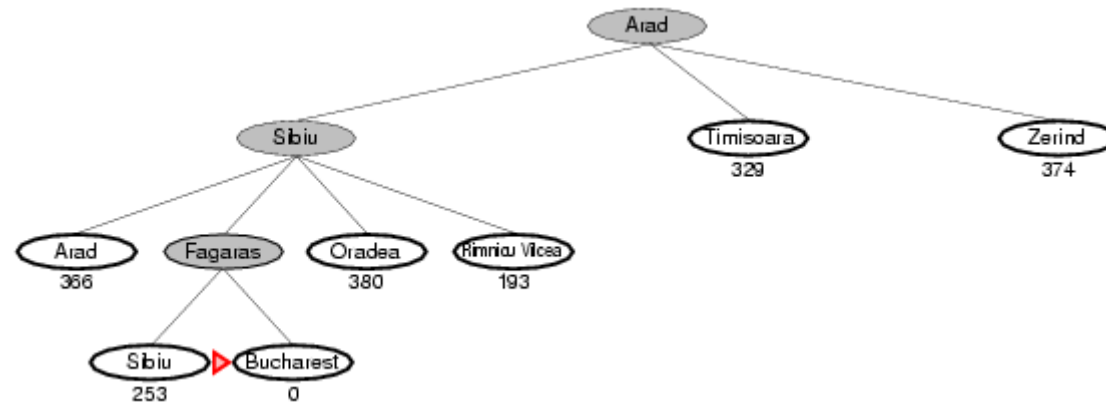 Arad
Sibiu
Timisoara
Zerind
329
374
Arad
Fagaras
Oradea
Rimnicu Vilcea
366
380
193
Sibiu
Bucharest
253
0